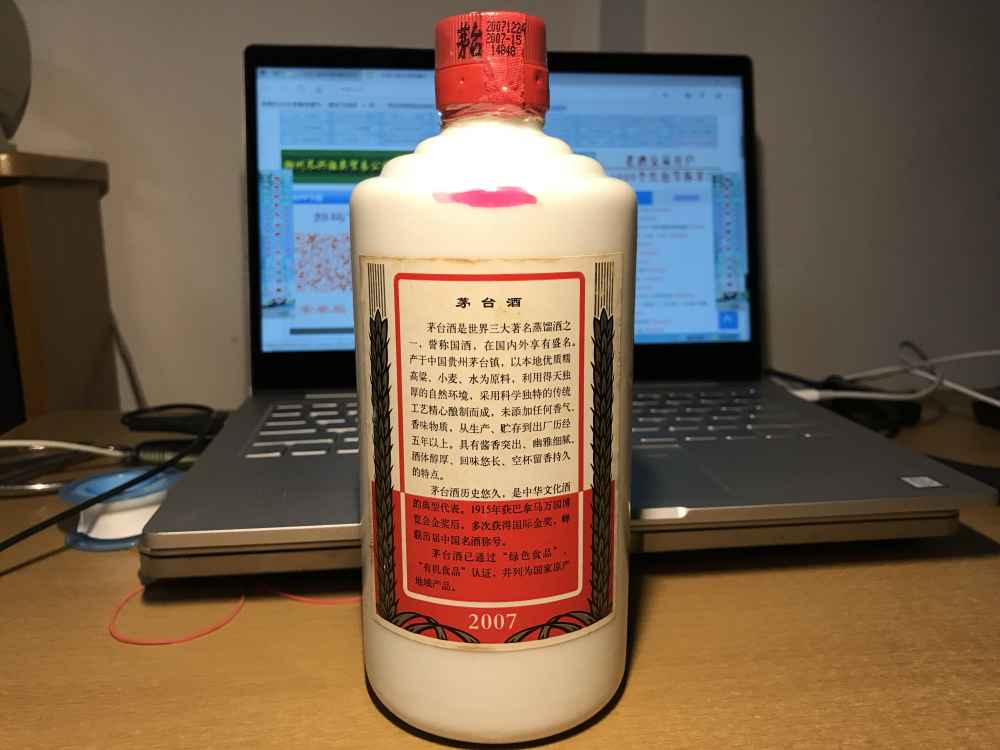 茅台
20071224
2007-15
14848
茅台酒
茅台酒是世界三大著名蒸馏酒之
一，誉称国酒，在国内外享有盛名。
产于中国贵州茅台镇，以本地优质糯
高粱、小麦、水为原料，利用得天独
厚的自然环境，采用科学独特的传统
工艺精心酿制而成，未添加任何香气、
香味物质，从生产、贮存到出厂历经
五年以上。具有酱香突出、幽雅细腻、
酒体醇厚、回味悠长、空杯留香持久
的特点。
茅台酒历史悠久，是中华文化酒
的典型代表。1915年获巴拿马万国博
览会金奖后，多次获得国际金奖，蝉
联历届中国名酒称号。
茅台酒已通过“绿色食品”、
“有机食品”认证，并列为国家原产
地域产品。
2007